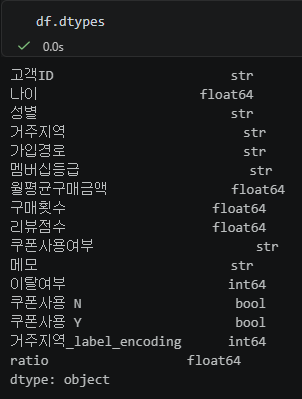 df.dtypes
0.0s
고객ID str
나이 float64
성별 str
거주지역 str
가입경로 str
멤버십등급 str
월평균구매금액 float64
구매횟수 float64
리뷰점수 float64
쿠폰사용여부 str
메모 str
이탈여부 int64
쿠폰사용 N bool
쿠폰사용 Y bool
거주지역_label_encoding int64
ratio float64
dtype: object